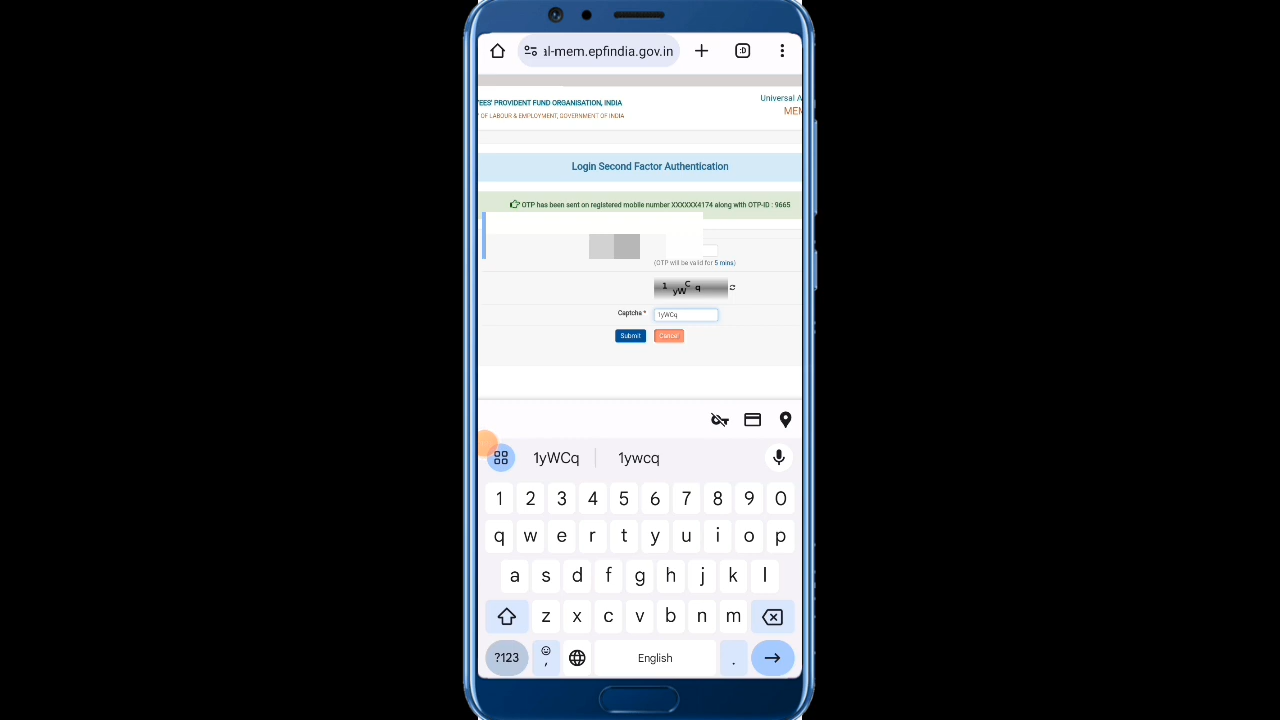 ıl-mem.epfindia.gov.in
:D
EES' PROVIDENT FUND ORGANISATION, INDIA
Universal A
OF LABOUR & EMPLOYMENT, GOVERNMENT OF INDIA
MEM
Login Second Factor Authentication
OTP has been sent on registered mobile number XXXXXX4174 along with OTP-ID : 9665
(OTP will be valid for 5 mins)
1 yW C q
Captcha * 1yWCq
Submit Cancel
1yWCq 1ywcq
1 2 3 4 5 6 7 8 9 0
q w e r t y u i o p
a s d f g h j k l
z x c v b n m
?123 , English .